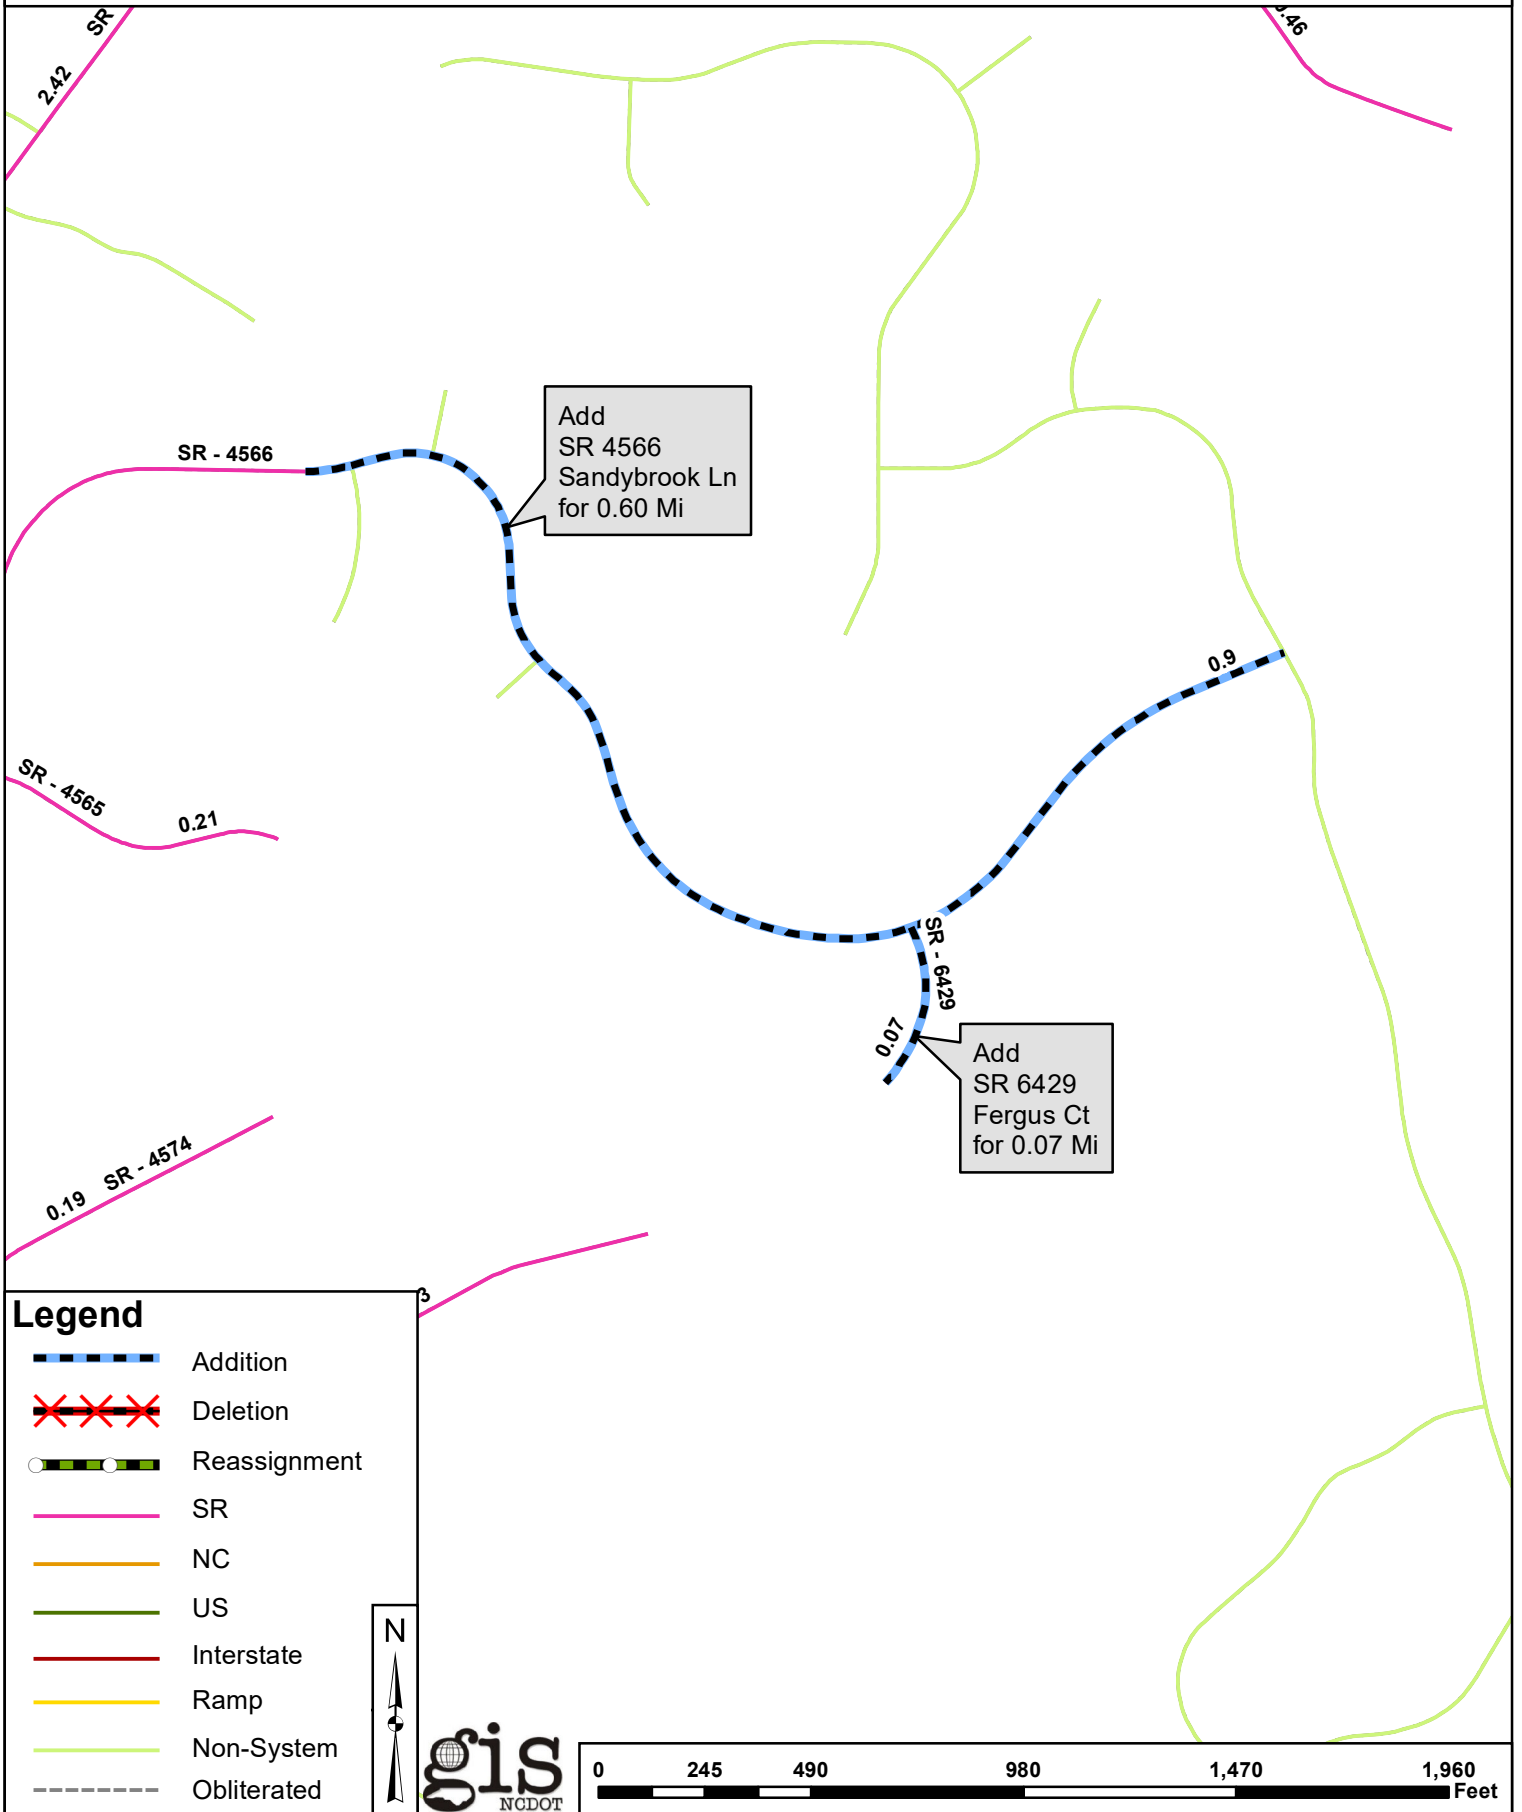 SR
2.42
.46
SR - 4566
Add
SR 4566
Sandybrook Ln
for 0.60 Mi
0.9
SR - 4565
0.21
SR - 6429
0.07
Add
SR 6429
Fergus Ct
for 0.07 Mi
0.19 SR - 4574
3
Legend
Addition
Deletion
Reassignment
SR
NC
US
Interstate
Ramp
Non-System
Obliterated
N
gis
NCDOT
0 245 490 980 1,470 1,960
Feet